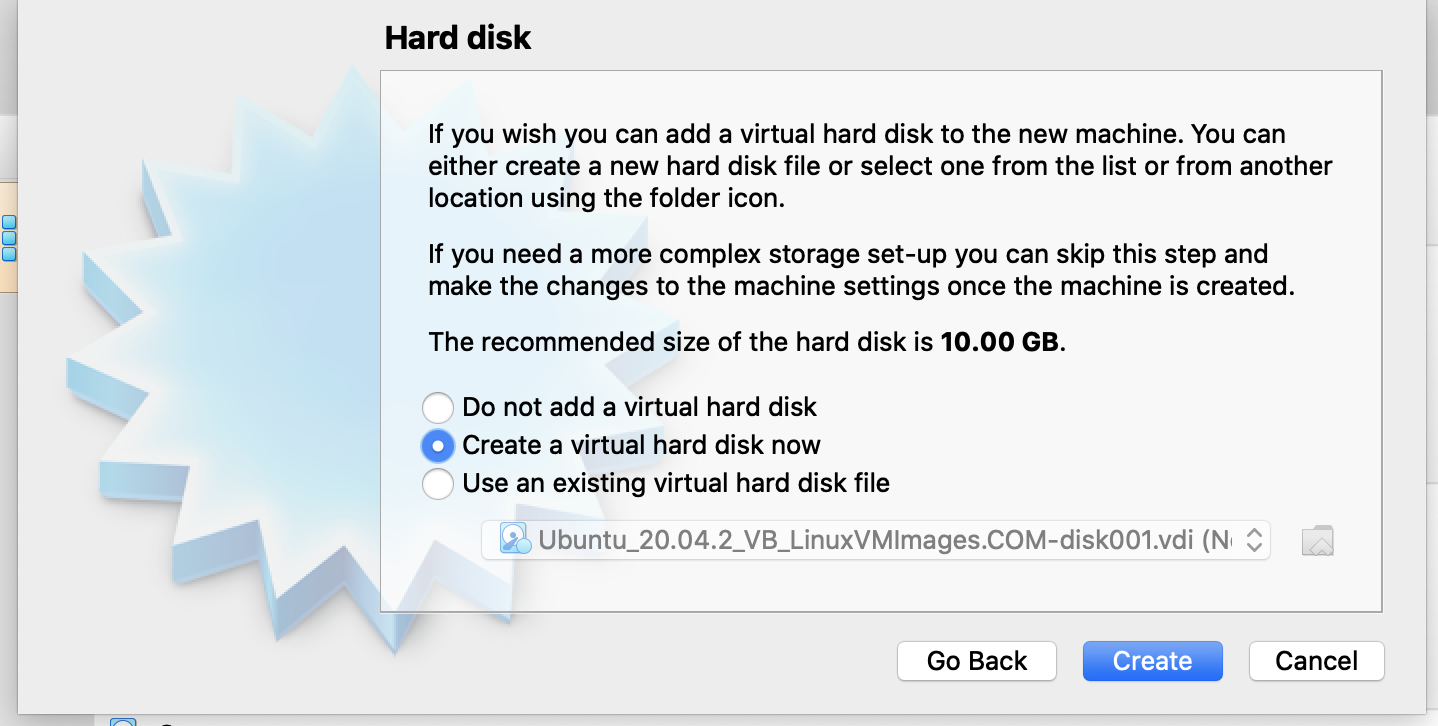 Hard disk
If you wish you can add a virtual hard disk to the new machine. You can
either create a new hard disk file or select one from the list or from another
location using the folder icon.
If you need a more complex storage set-up you can skip this step and
make the changes to the machine settings once the machine is created.
The recommended size of the hard disk is 10.00 GB.
Do not add a virtual hard disk
Create a virtual hard disk now
Use an existing virtual hard disk file
Ubuntu_20.04.2_VB_LinuxVMImages.COM-disk001.vdi (N
Go Back
Create
Cancel